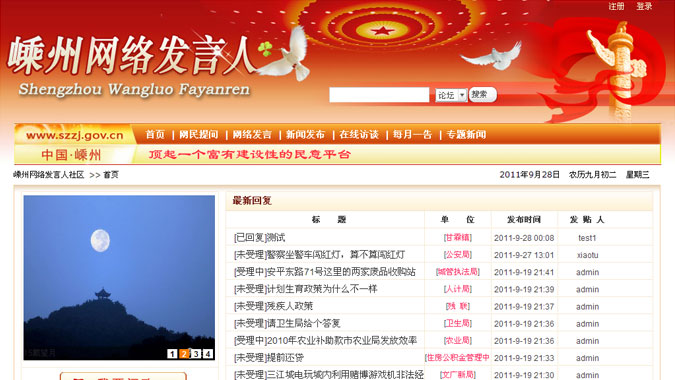 注册 登录
嵊州网络发言人
Shengzhou Wangluo Fayanren
论坛 搜索
www.szzj.gov.cn 首页 | 网民提问 | 网络发言 | 新闻发布 | 在线访谈 | 每月一告 | 专题新闻
中国·嵊州 顶起一个富有建设性的民意平台
嵊州网络发言人社区 >> 首页 2011年9月28日 农历九月初二 星期三
最新回复
标 题 单 位 发布时间 发 贴 人
[已回复]测试 [甘霖镇] 2011-9-28 00:08 test1
[未受理]警察坐警车闯红灯，算不算闯红灯 [公安局] 2011-9-27 13:01 xiaotu
[受理中]安平东路71号这里的两家废品收购站 [城管执法局] 2011-9-19 21:41 admin
[未受理]计划生育政策为什么不一样 [人计局] 2011-9-19 21:39 admin
[未受理]残疾人政策 [残 联] 2011-9-19 21:37 admin
[未受理]请卫生局给个答复 [卫生局] 2011-9-19 21:36 admin
[受理中]2010年农业补助款市农业局发放效率 [农业局] 2011-9-19 21:36 admin
[未受理]提前还贷 [住房公积金管理中 2011-9-19 21:36 admin
[未受理]三江城电玩城内利用赌博游戏机非法经 [文广新局] 2011-9-19 21:36 admin
1 2 3 4